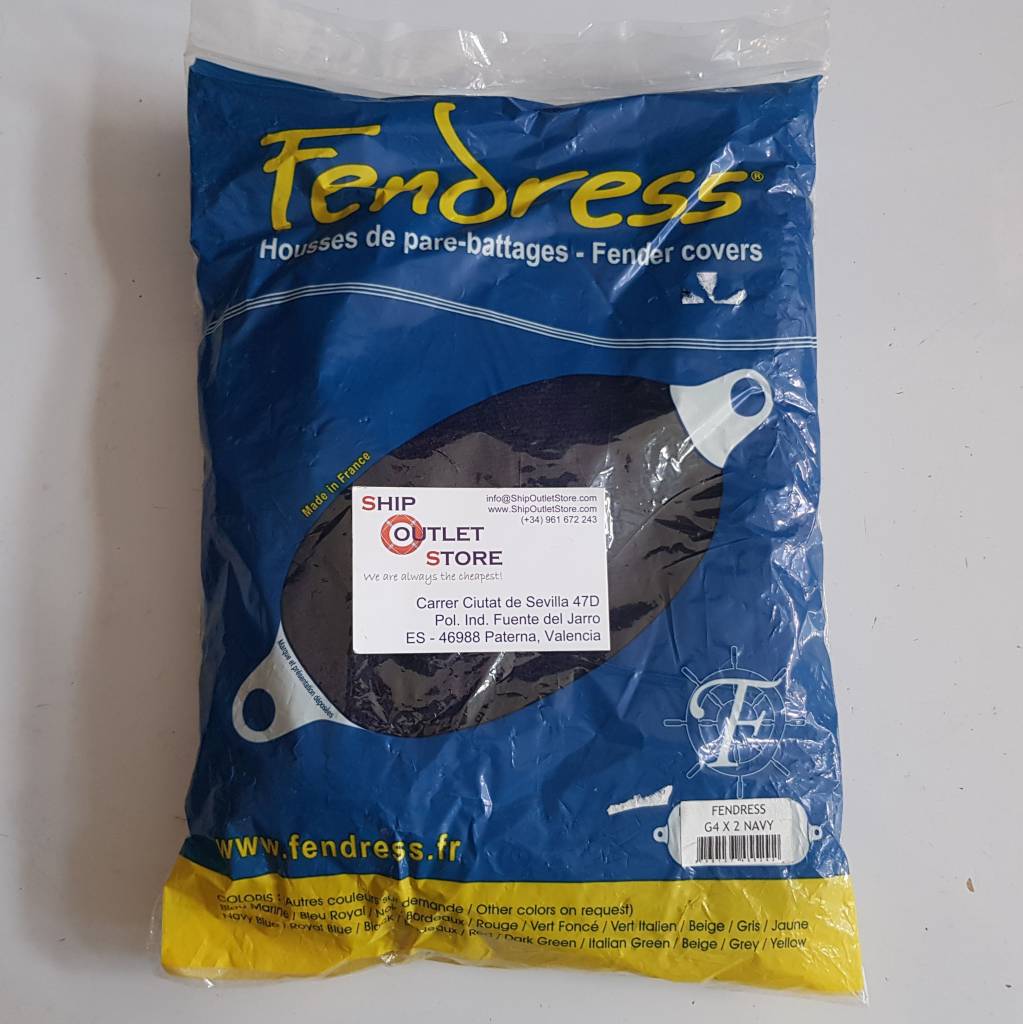 Fendress®
Housses de pare-battages - Fender covers
Made in France
SHIP
OUTLET
STORE
We are always the cheapest!
info@ShipOutletStore.com
www.ShipOutletStore.com
(+34) 961 672 243
Carrer Ciutat de Sevilla 47D
Pol. Ind. Fuente del Jarro
ES - 46988 Paterna, Valencia
Marque et présentation déposées
F
FENDRESS
G4 X 2 NAVY
www.fendress.fr
COLORIS : Autres couleurs sur demande / Other colors on request)
Bleu Marine / Bleu Royal / Noir / Bordeaux / Rouge / Vert Foncé / Vert Italien / Beige / Gris / Jaune
Navy Blue / Royal Blue / Black / Bordeaux / Red / Dark Green / Italian Green / Beige / Grey / Yellow